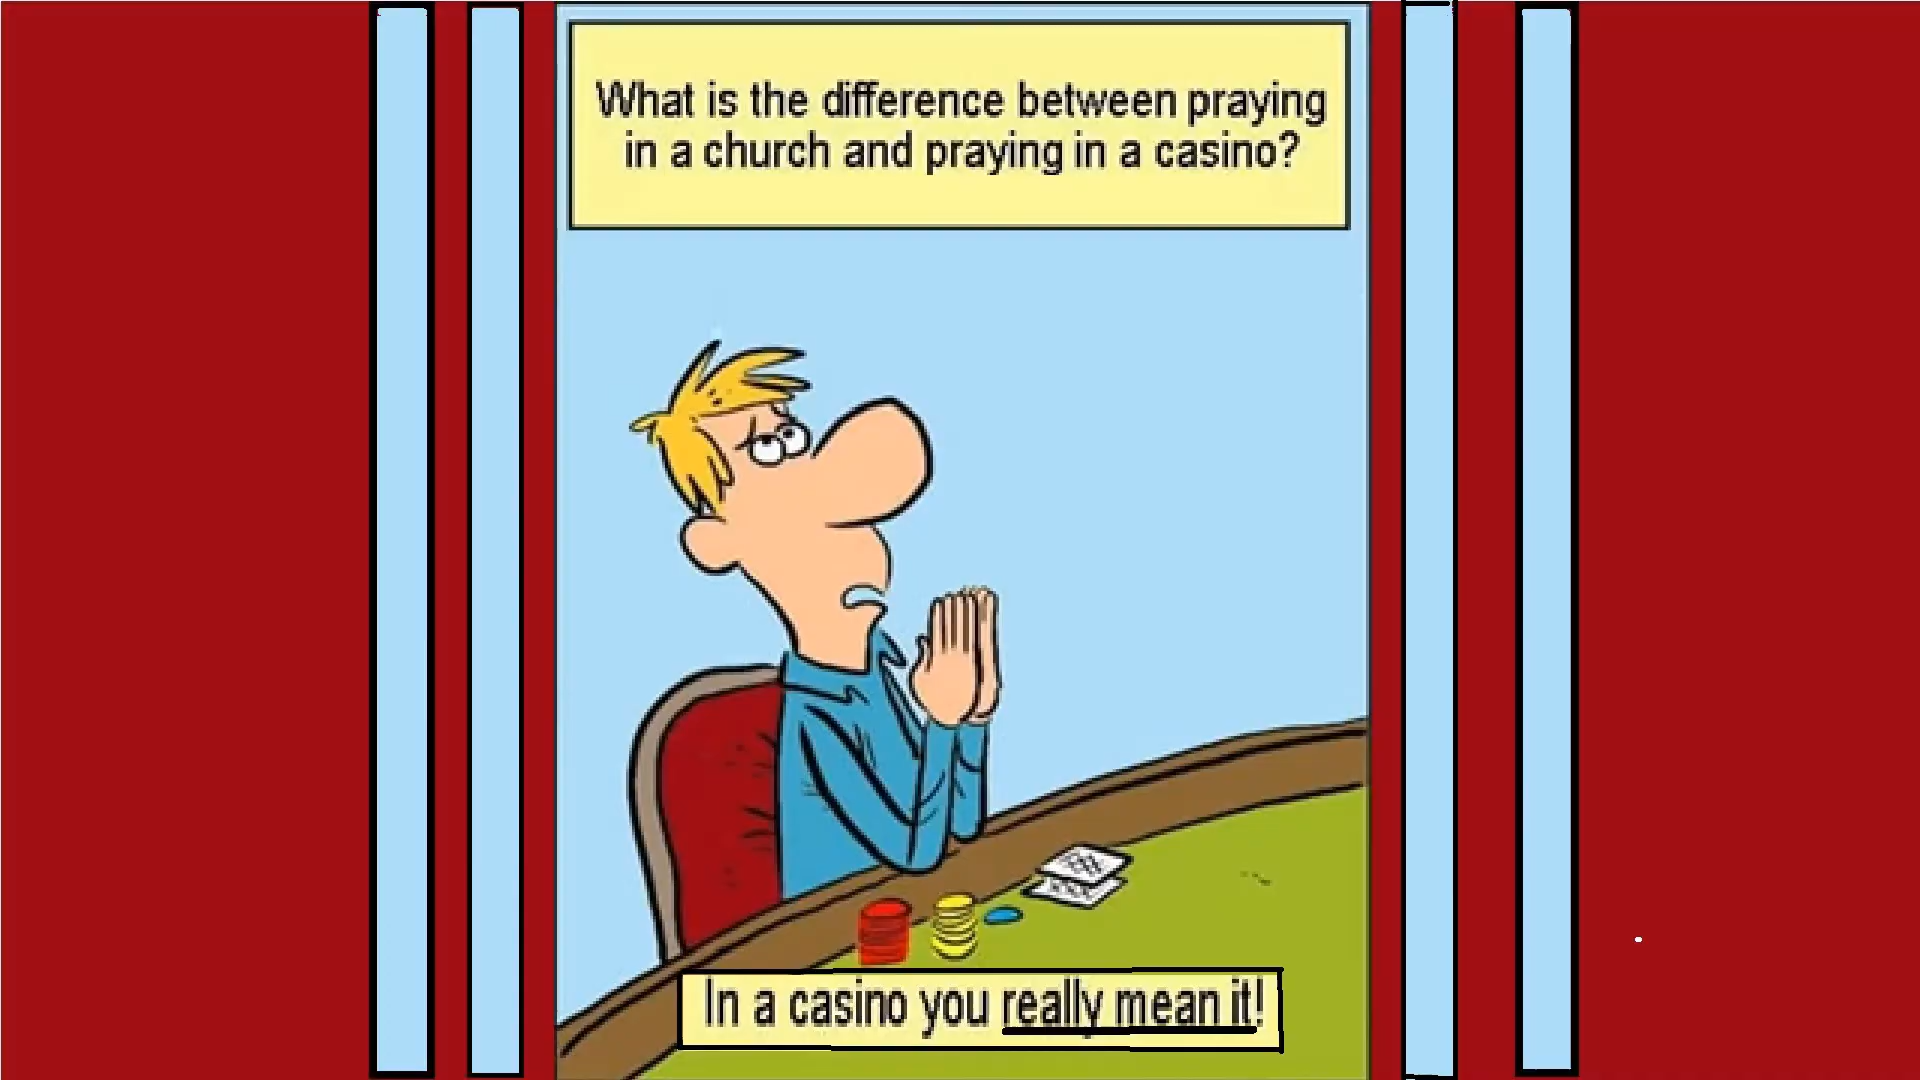 What is the difference between praying
in a church and praying in a casino?
In a casino you really mean it!